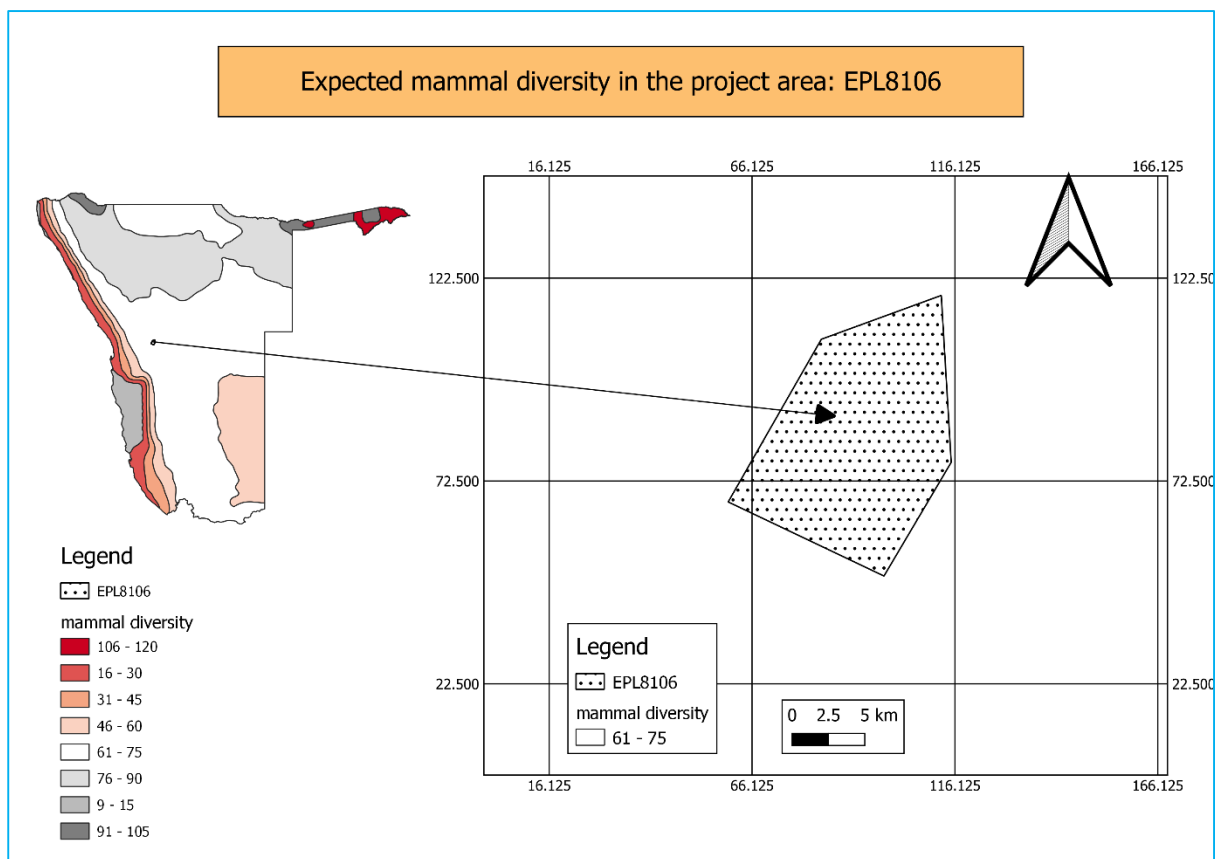 Expected mammal diversity in the project area: EPL8106
16.125
66.125
116.125
166.125
122.500
122.500
72.500
72.500
22.500
22.500
16.125
66.125
116.125
166.125
Legend
EPL8106
mammal diversity
106 - 120
16 - 30
31 - 45
46 - 60
61 - 75
76 - 90
9 - 15
91 - 105
Legend
EPL8106
mammal diversity
61 - 75
0 2.5 5 km